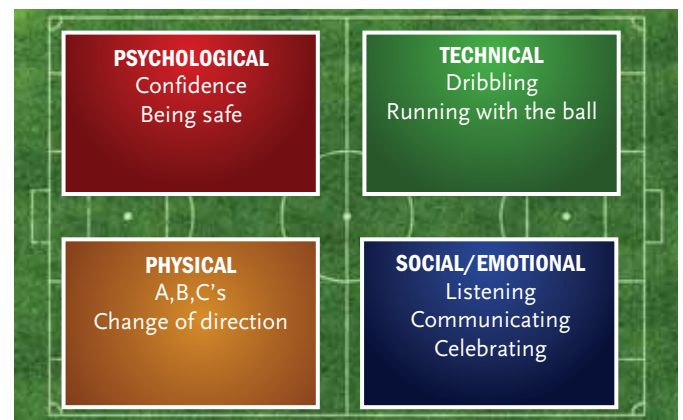 PSYCHOLOGICAL
Confidence
Being safe
TECHNICAL
Dribbling
Running with the ball
PHYSICAL
A,B,C’s
Change of direction
SOCIAL/EMOTIONAL
Listening
Communicating
Celebrating